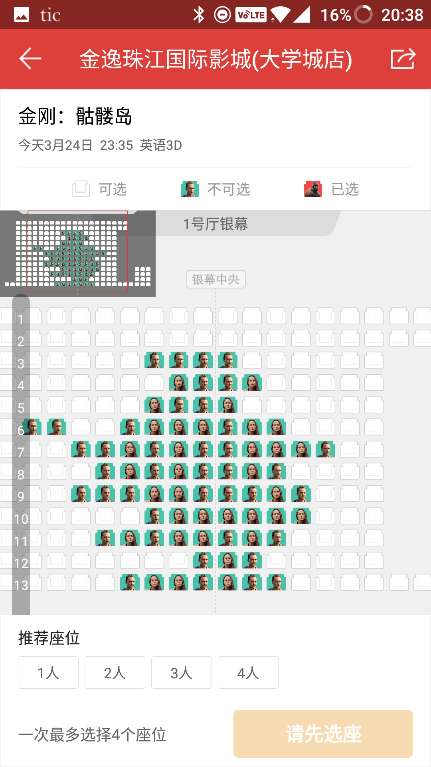 tic VoLTE 16% 20:38
金逸珠江国际影城(大学城店)
金刚：骷髅岛
今天3月24日 23:35 英语3D
可选 不可选 已选
1号厅银幕
银幕中央
1
2
3
4
5
6
7
8
9
10
11
12
13
推荐座位
1人 2人 3人 4人
一次最多选择4个座位 请先选座